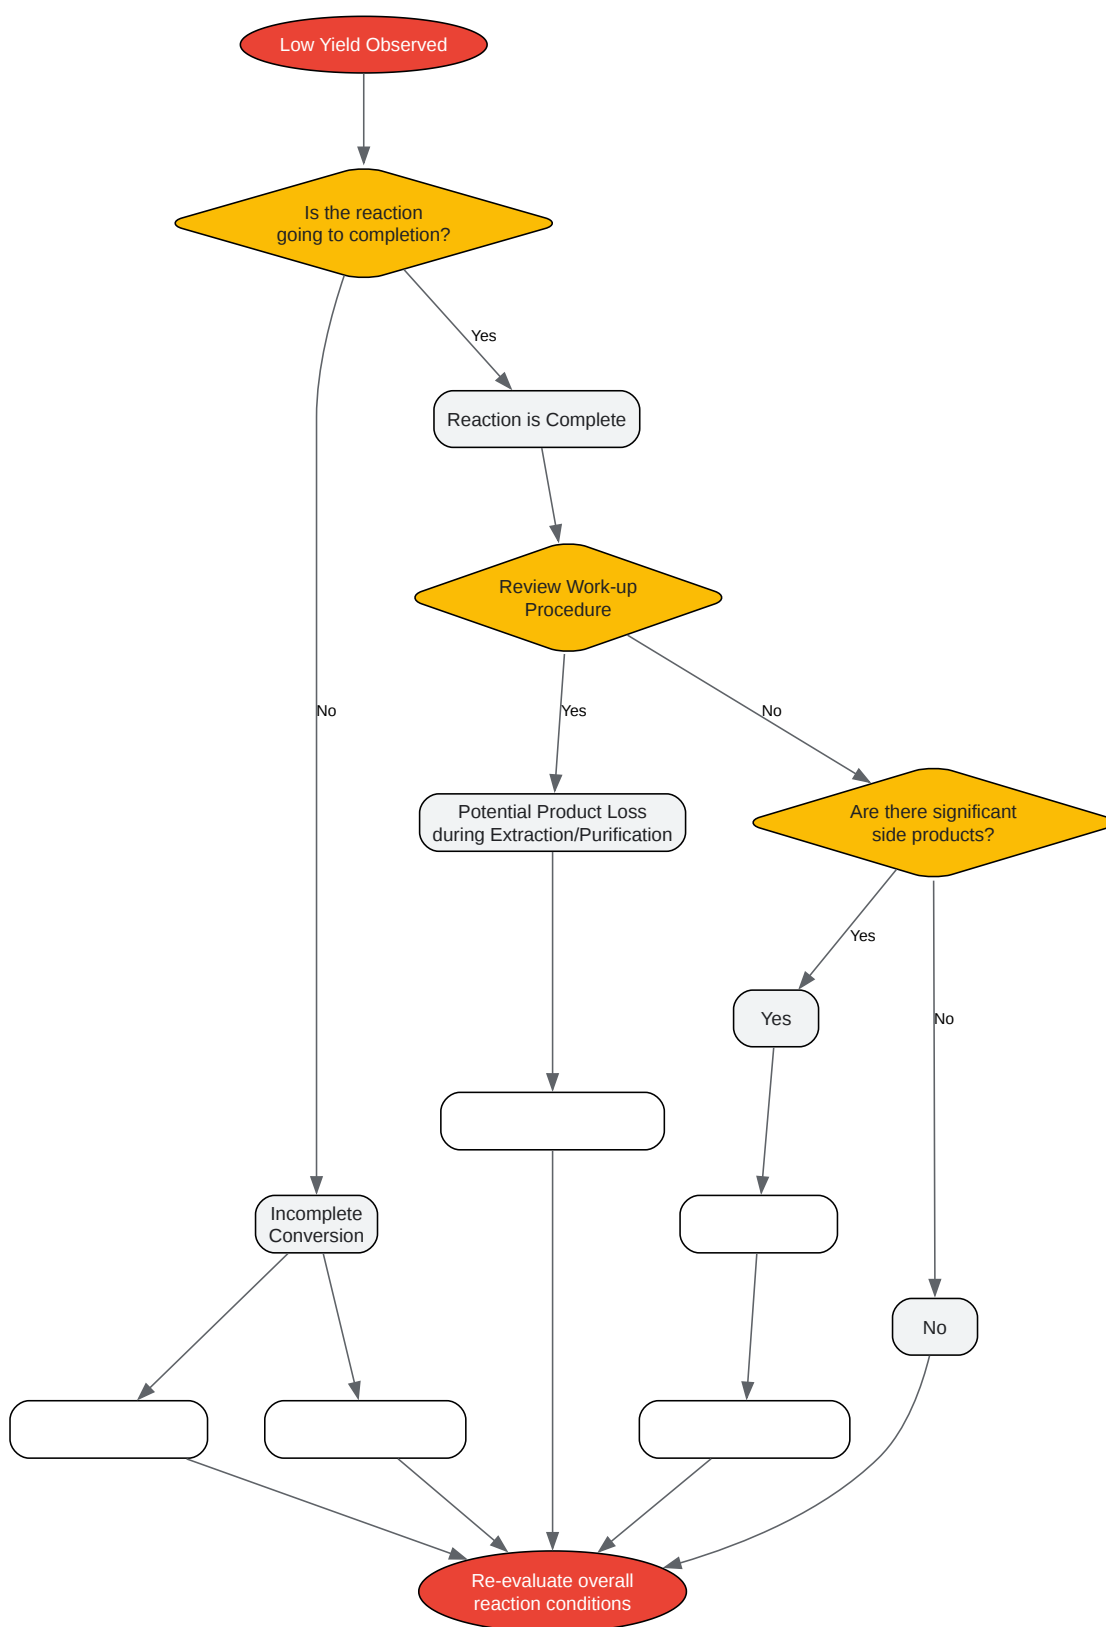 Low Yield Observed
Is the reaction
going to completion?
Yes
Reaction is Complete
Review Work-up
Procedure
No
Yes
No
Potential Product Loss
during Extraction/Purification
Are there significant
side products?
Yes
Yes
No
Incomplete
Conversion
No
Re-evaluate overall
reaction conditions